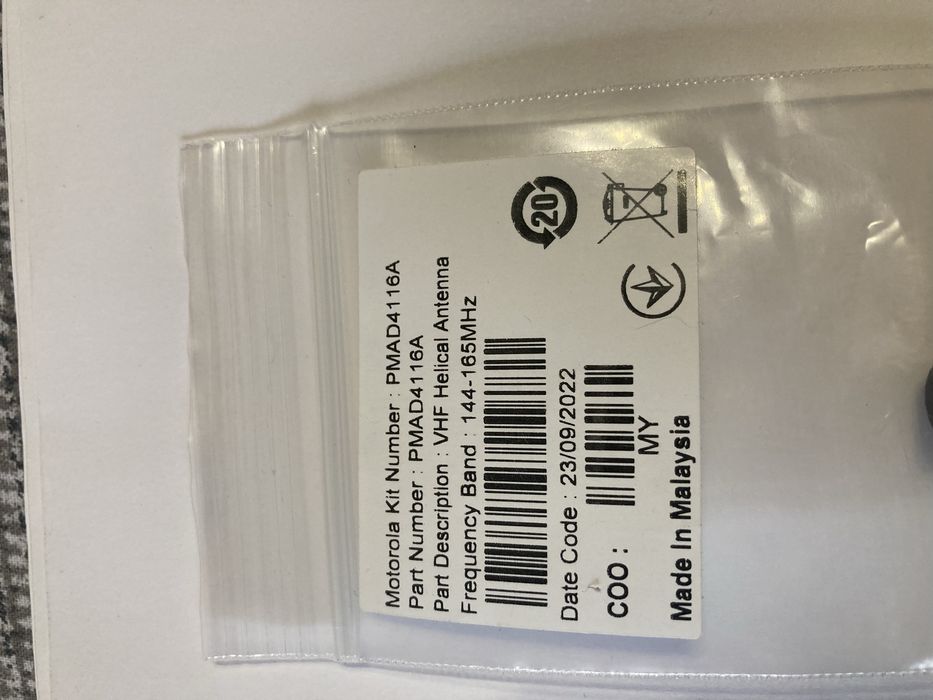 Motorola Kit Number : PMAD4116A
Part Number : PMAD4116A
Part Description : VHF Helical Antenna
Frequency Band : 144-165MHz
Date Code : 23/09/2022
COO :
MY
Made In Malaysia
20